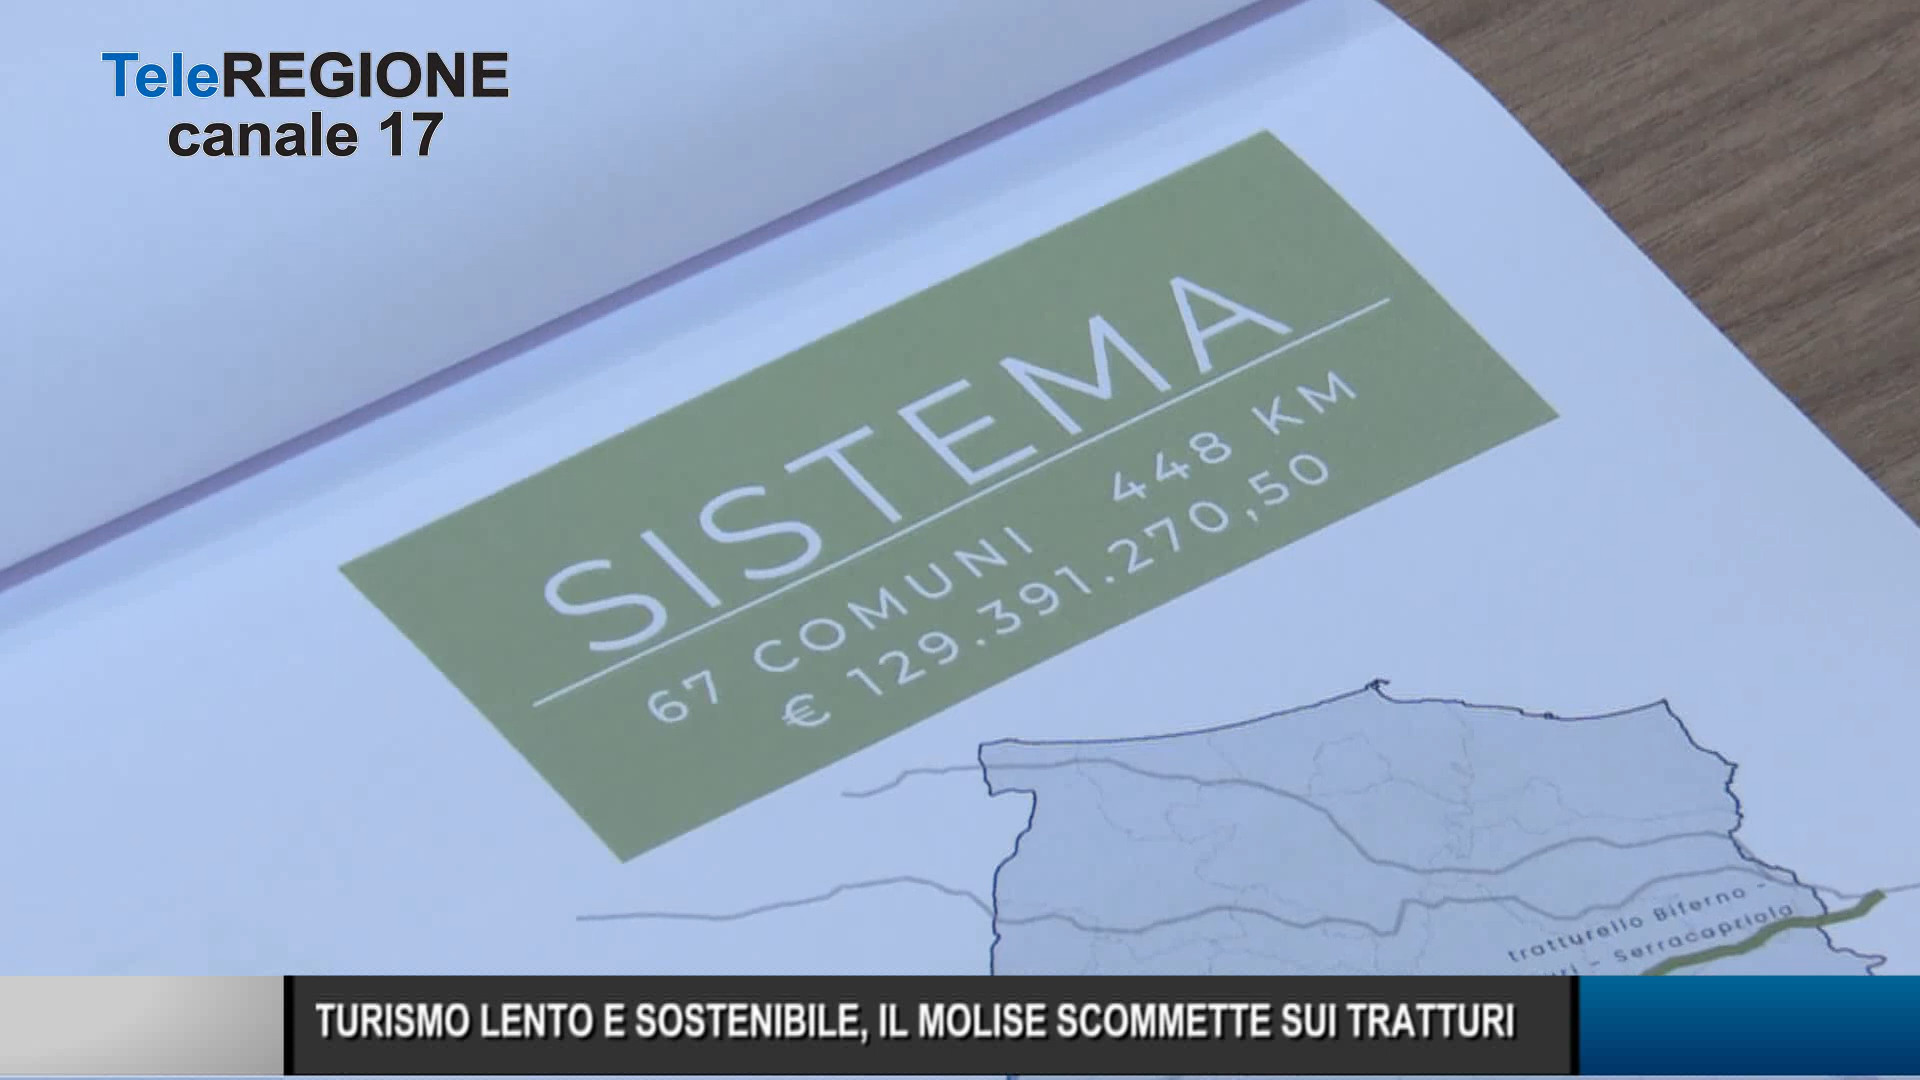 TeleREGIONE
canale 17
SISTEMA
67 COMUNI 448 KM
€ 129.391.270,50
tratturello Biferno -
- Serracapriola
TURISMO LENTO E SOSTENIBILE, IL MOLISE SCOMMETTE SUI TRATTURI